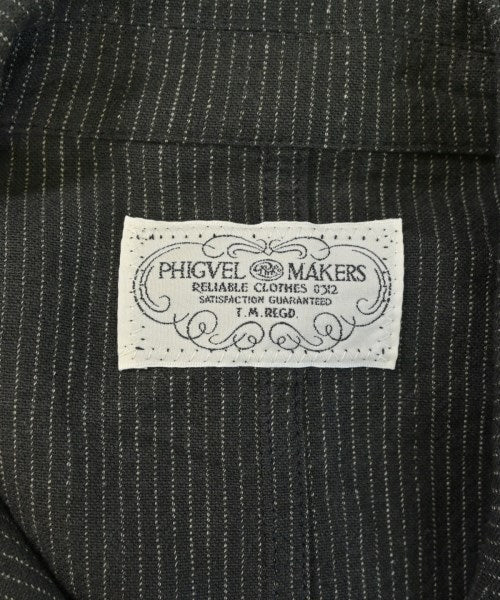 PHIGVEL MAKERS
RELIABLE CLOTHES 0312
SATISFACTION GUARANTEED
T.M.REGD.